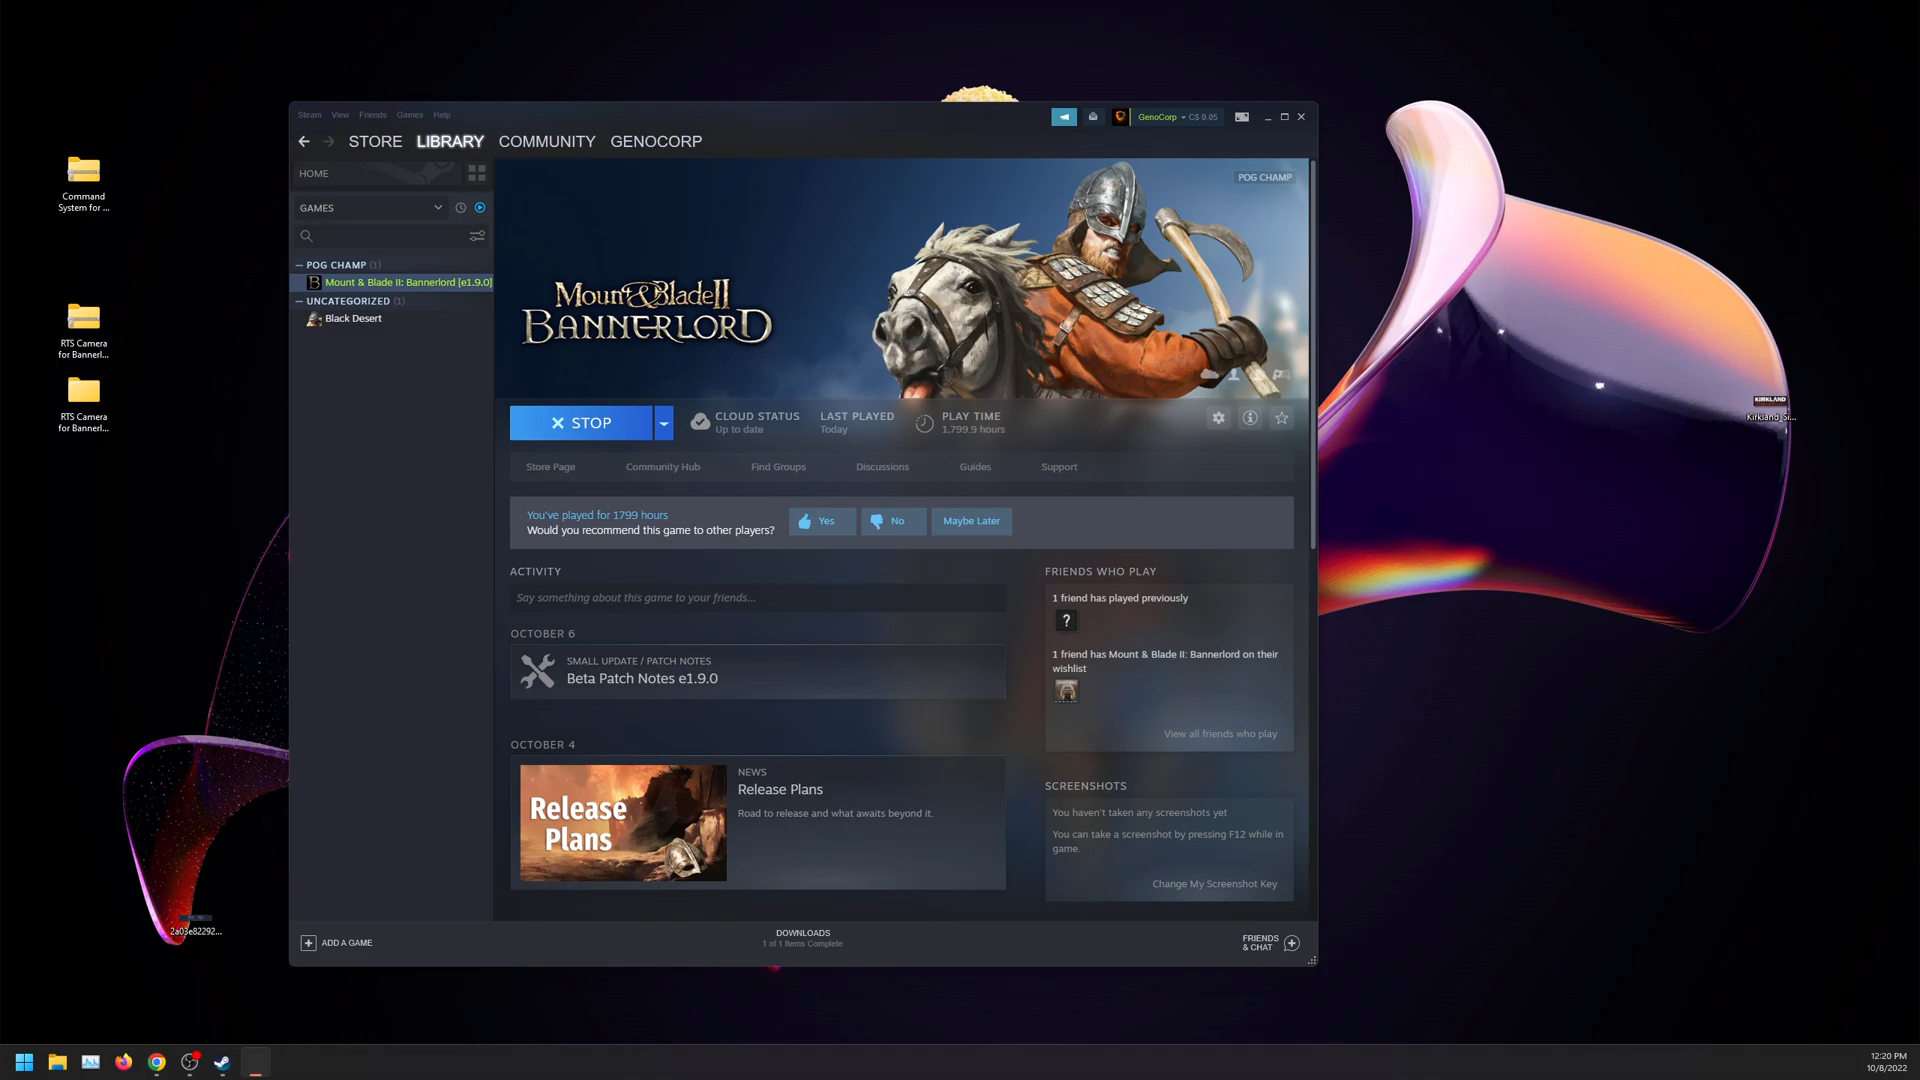 Steam View Friends Games Help
GenoCorp C$ 0.05
STORE LIBRARY COMMUNITY GENOCORP
HOME
GAMES
POG CHAMP (1)
Mount & Blade II: Bannerlord [e1.9.0]
UNCATEGORIZED (1)
Black Desert
POG CHAMP
Mount & Blade II
BANNERLORD
STOP
CLOUD STATUS
Up to date
LAST PLAYED
Today
PLAY TIME
1,799.9 hours
Store Page Community Hub Find Groups Discussions Guides Support
You've played for 1799 hours
Would you recommend this game to other players?
Yes No Maybe Later
ACTIVITY
Say something about this game to your friends...
OCTOBER 6
SMALL UPDATE / PATCH NOTES
Beta Patch Notes e1.9.0
OCTOBER 4
Release
Plans
NEWS
Release Plans
Road to release and what awaits beyond it.
FRIENDS WHO PLAY
1 friend has played previously
?
1 friend has Mount & Blade II: Bannerlord on their
wishlist
View all friends who play
SCREENSHOTS
You haven't taken any screenshots yet
You can take a screenshot by pressing F12 while in
game.
Change My Screenshot Key
ADD A GAME
DOWNLOADS
1 of 1 Items Complete
FRIENDS
& CHAT
Command
System for ...
RTS Camera
for Bannerl...
RTS Camera
for Bannerl...
2a03e82292...
KIRKLAND
Kirkland_Si...
12:20 PM
10/8/2022